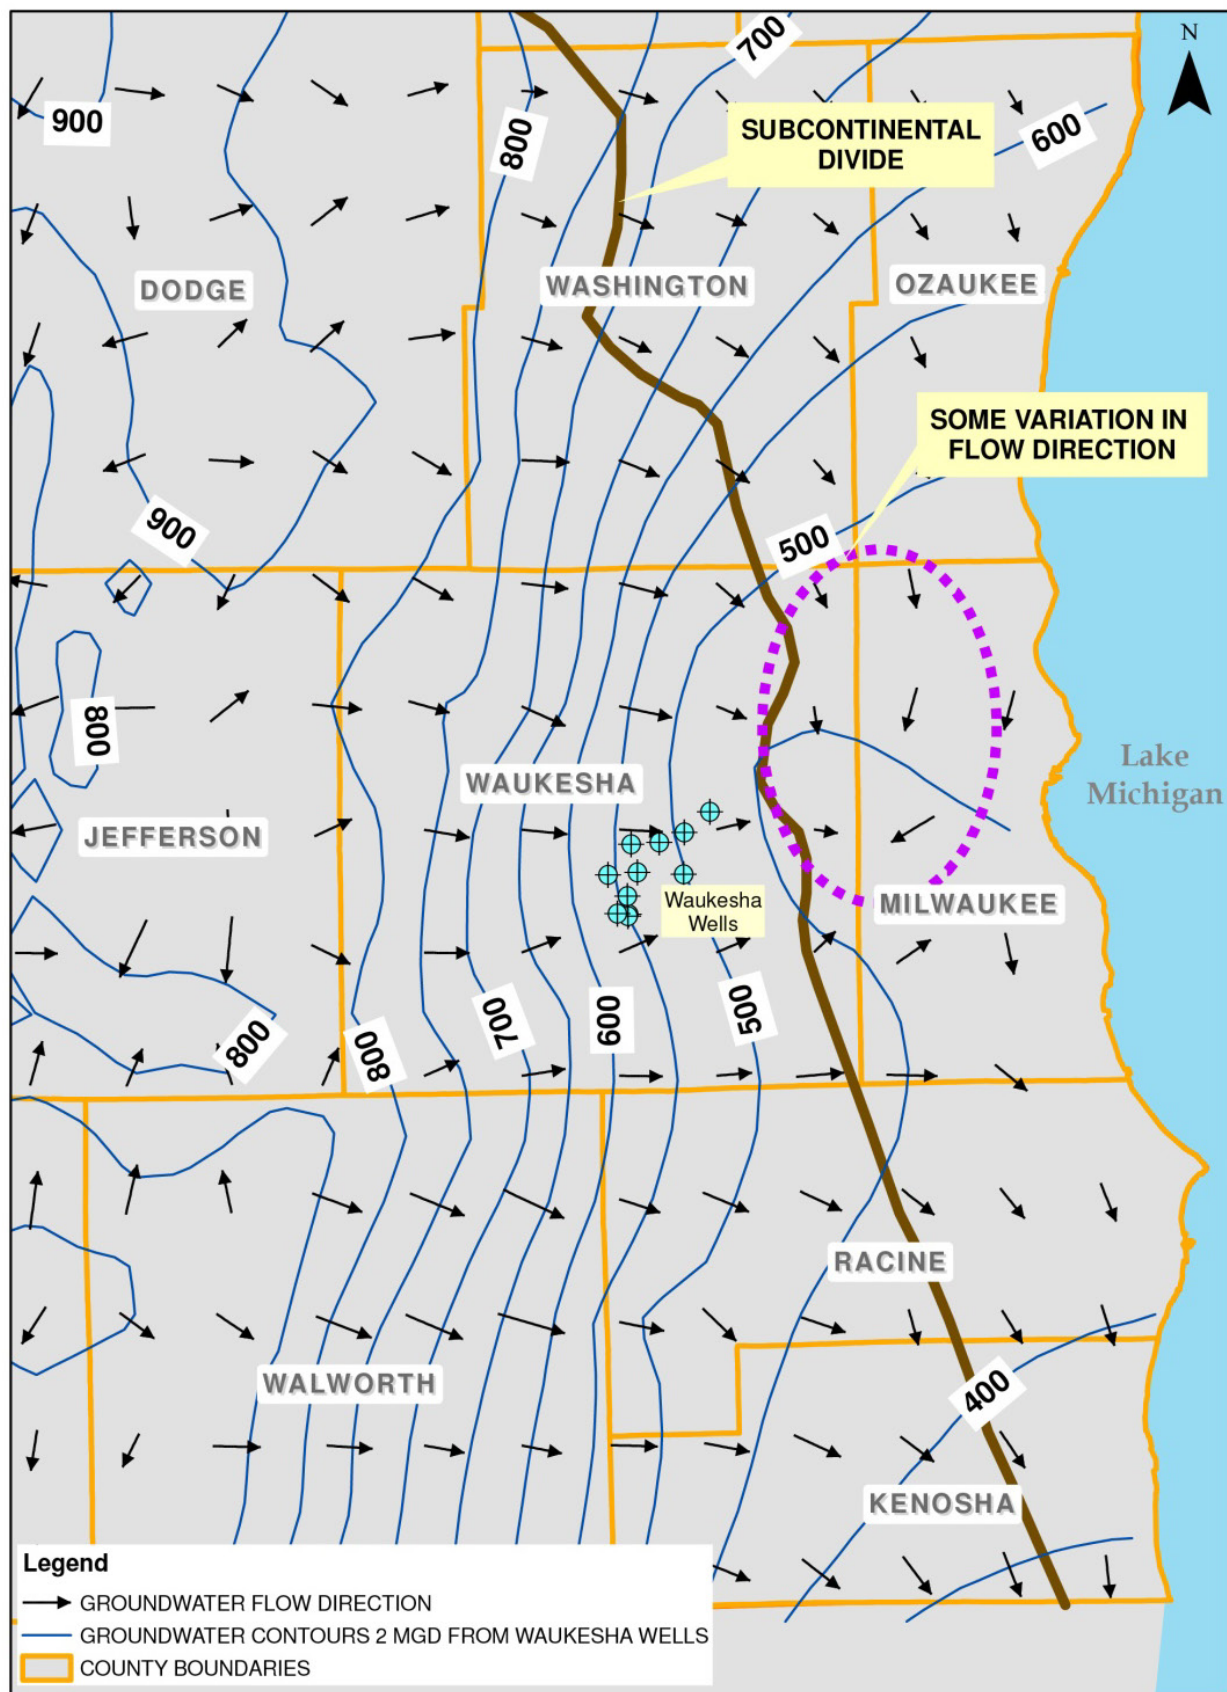 N
700
900
800
600
SUBCONTINENTAL
DIVIDE
DODGE
WASHINGTON
OZAUKEE
SOME VARIATION IN
FLOW DIRECTION
900
500
800
WAUKESHA
Lake
Michigan
JEFFERSON
Waukesha
Wells
MILWAUKEE
800
800
700
600
500
RACINE
WALWORTH
400
KENOSHA
Legend
GROUNDWATER FLOW DIRECTION
GROUNDWATER CONTOURS 2 MGD FROM WAUKESHA WELLS
COUNTY BOUNDARIES